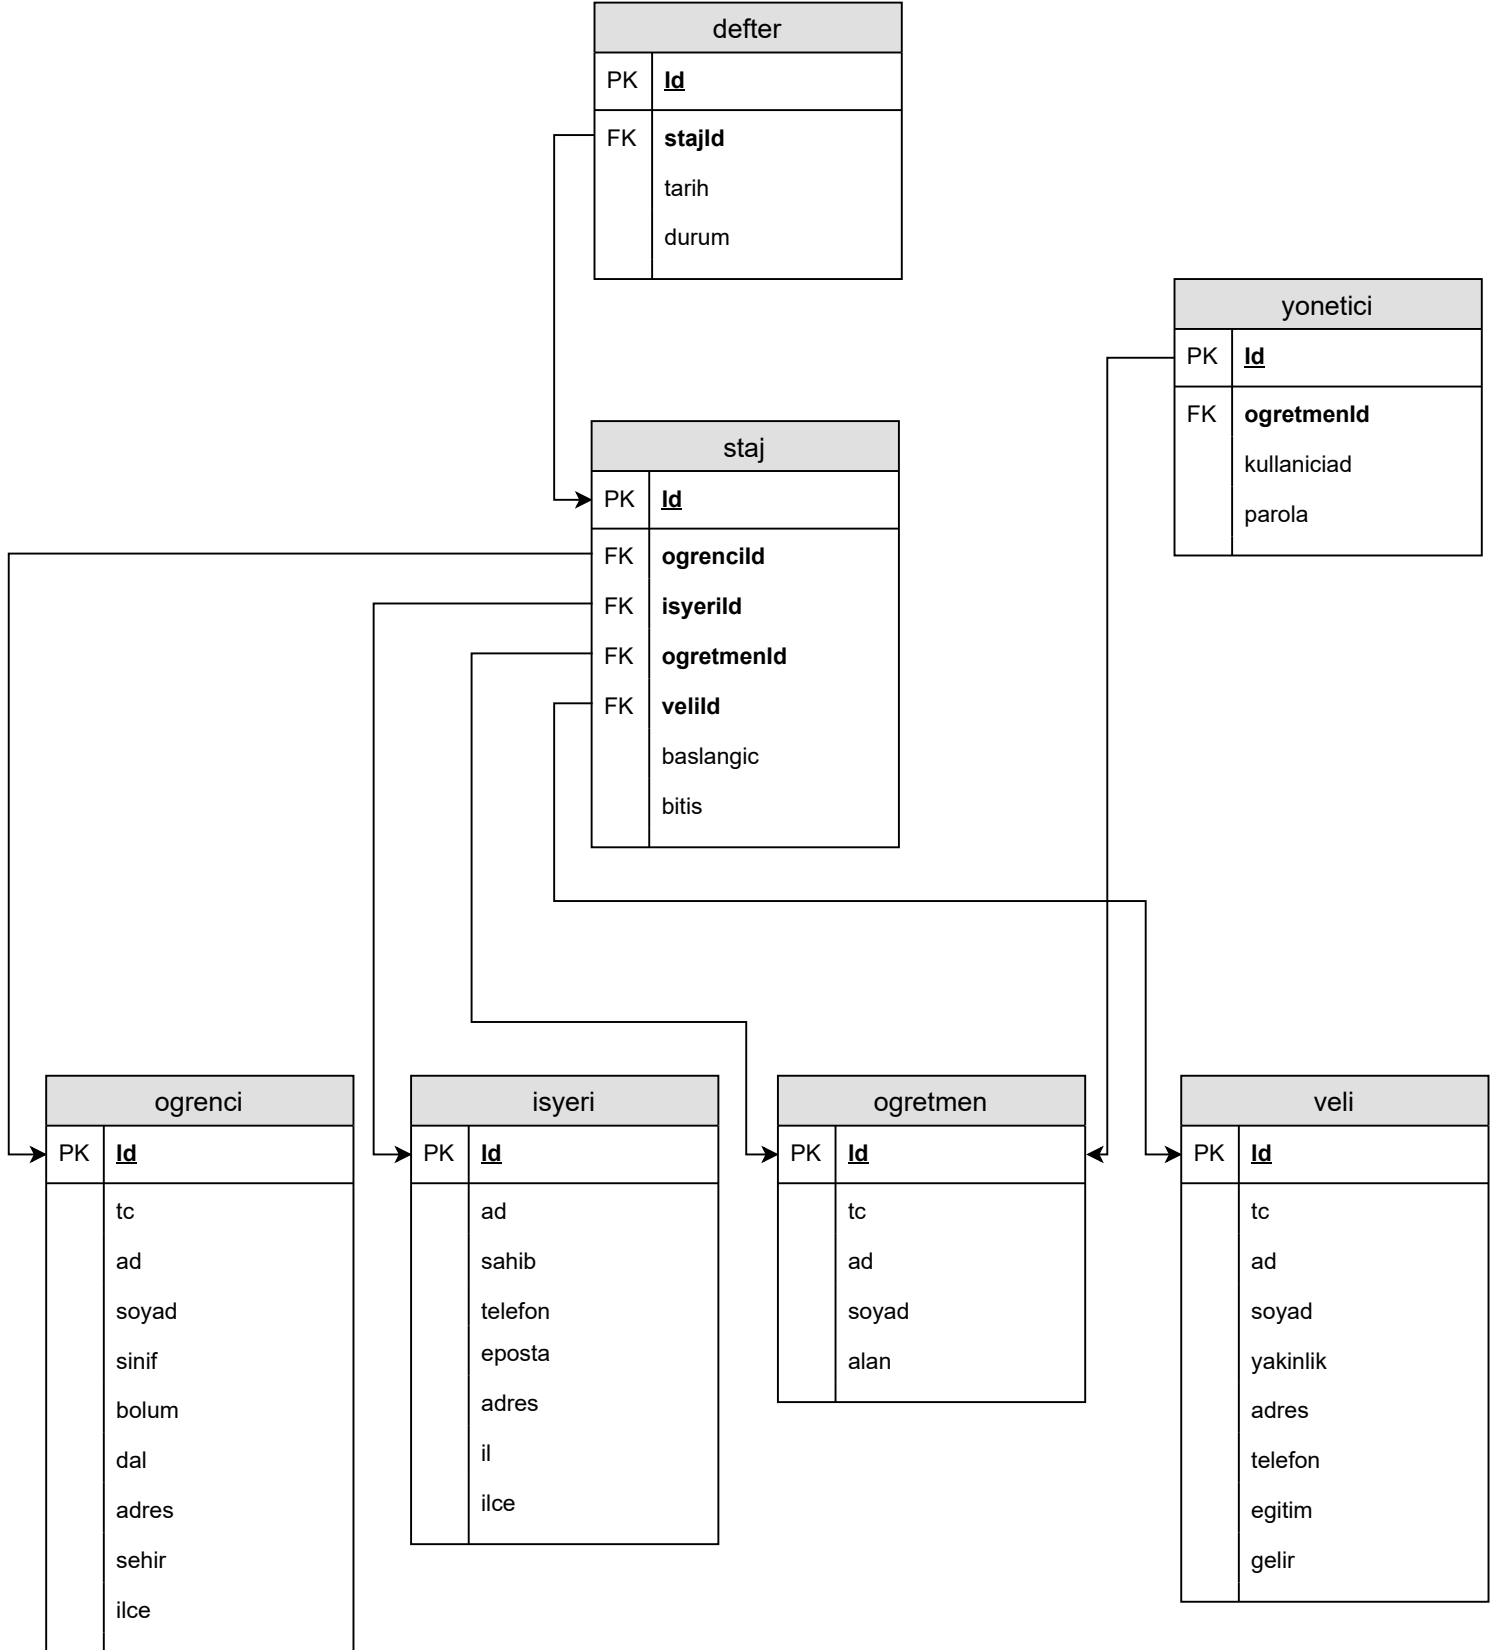 defter
PK Id
FK stajId
tarih
durum
yonetici
PK Id
FK ogretmenId
kullaniciad
parola
staj
PK Id
FK ogrenciId
FK isyeriId
FK ogretmenId
FK veliId
baslangic
bitis
ogrenci
PK Id
tc
ad
soyad
sinif
bolum
dal
adres
sehir
ilce
isyeri
PK Id
ad
sahib
telefon
eposta
adres
il
ilce
ogretmen
PK Id
tc
ad
soyad
alan
veli
PK Id
tc
ad
soyad
yakinlik
adres
telefon
egitim
gelir